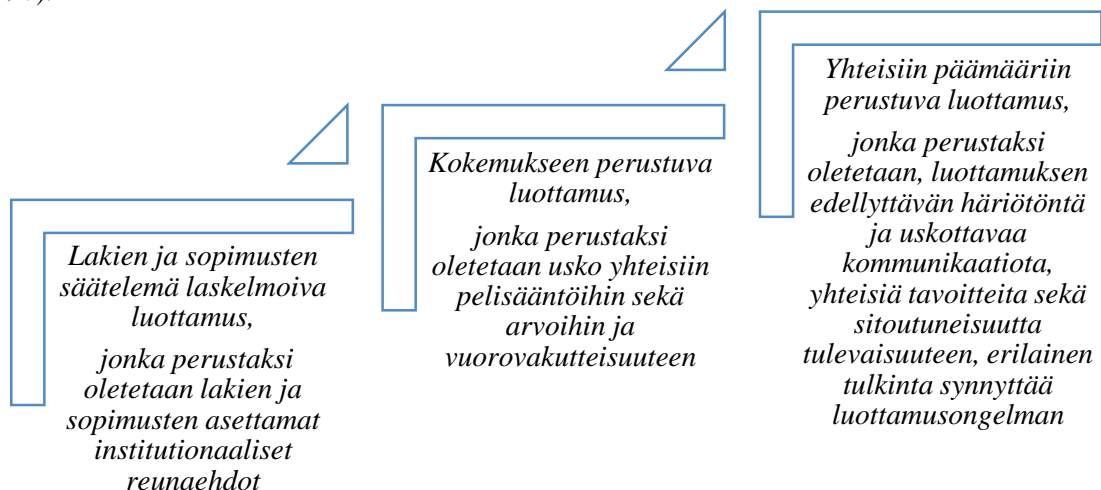 Lakien ja sopimusten
säätelemä laskelmoiva
luottamus,
jonka perustaksi
oletetaan lakien ja
sopimusten asettamat
institutionaaliset
reunaehdot
Kokemukseen perustuva
luottamus,
jonka perustaksi
oletetaan usko yhteisiin
pelisääntöihin sekä
arvoihin ja
vuorovakutteisuuteen
Yhteisiin päämääriin
perustuva luottamus,
jonka perustaksi
oletetaan, luottamuksen
edellyttävän häiriötöntä
ja uskottavaa
kommunikaatiota,
yhteisiä tavoitteita sekä
sitoutuneisuutta
tulevaisuuteen, erilainen
tulkinta synnyttää
luottamusongelman